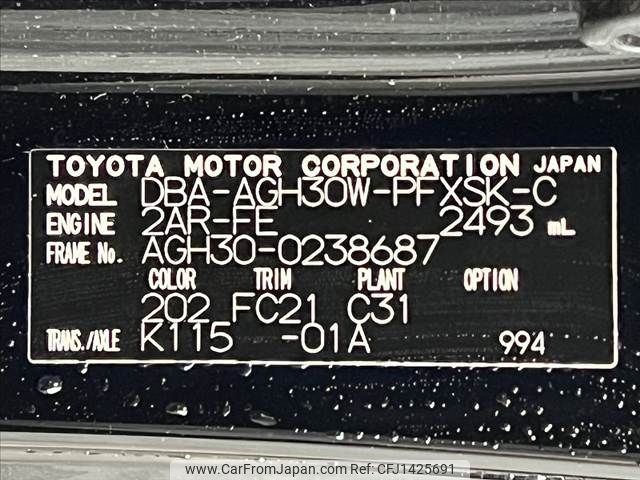 TOYOTA MOTOR CORPORATION JAPAN
MODEL DBA-AGH30W-PFXSK-C
ENGINE 2AR-FE 2493 mL
FRAME No. AGH30-0238687
COLOR TRIM PLANT OPTION
202 FC21 C31
TRANS./AXLE K115 -01A 994
www.CarFromJapan.com | CFJ1425691